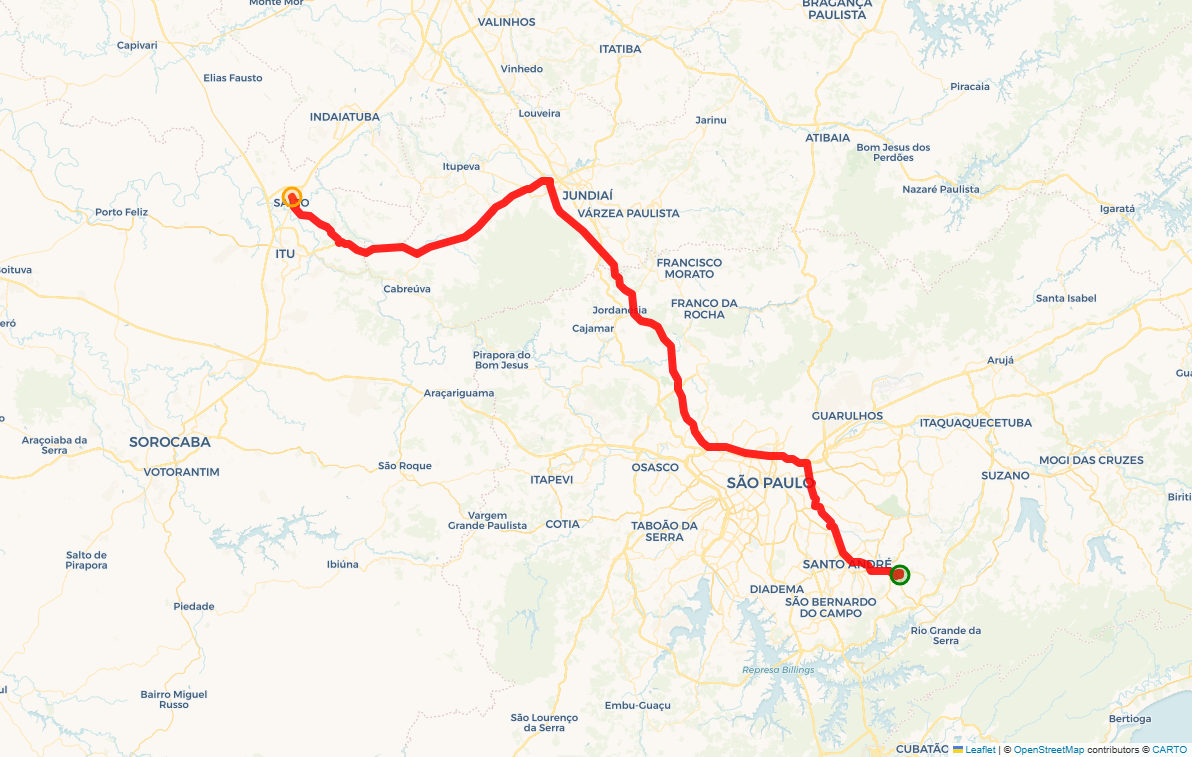 Monte Mor
VALINHOS
BRAGANÇA
PAULISTA
Capivari
ITATIBA
Vinhedo
Elias Fausto
Piracaia
Louveira
INDAIATUBA
Jarinu
ATIBAIA
Bom Jesus dos
Perdões
Itupeva
Nazaré Paulista
JUNDIAÍ
SALTO
Porto Feliz
VÁRZEA PAULISTA
Igaratá
ITU
FRANCISCO
MORATO
Boituva
Cabreúva
Santa Isabel
FRANCO DA
ROCHA
Jordanésia
eró
Cajamar
Pirapora do
Bom Jesus
Arujá
Gua
Araçariguama
GUARULHOS
ITAQUAQUECETUBA
Araçoiaba da
Serra
SOROCABA
MOGI DAS CRUZES
São Roque
OSASCO
VOTORANTIM
SUZANO
ITAPEVI
SÃO PAULO
Biriti
Vargem
Grande Paulista
COTIA
TABOÃO DA
SERRA
Salto de
Pirapora
Ibiúna
SANTO ANDRÉ
DIADEMA
Piedade
SÃO BERNARDO
DO CAMPO
Rio Grande da
Serra
Represa Billings
ul
Bairro Miguel
Russo
Embu-Guaçu
São Lourenço
da Serra
Bertioga
CUBATÃO
Leaflet | © OpenStreetMap contributors © CARTO